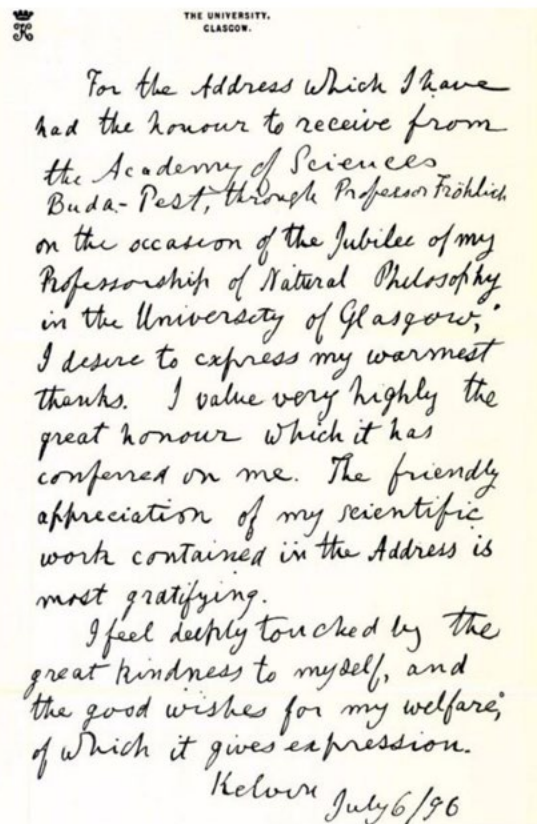 THE UNIVERSITY,
GLASGOW.
For the Address which I have
had the honour to receive from
the Academy of Sciences
Buda-Pest, through Professor Fröhlich
on the occasion of the Jubilee of my
Professorship of Natural Philosophy
in the University of Glasgow,
I desire to express my warmest
thanks. I value very highly the
great honour which it has
conferred on me. The friendly
appreciation of my scientific
work contained in the Address is
most gratifying.
I feel deeply touched by the
great kindness to myself, and
the good wishes for my welfare,
of which it gives expression.
Kelvin
July 6/96